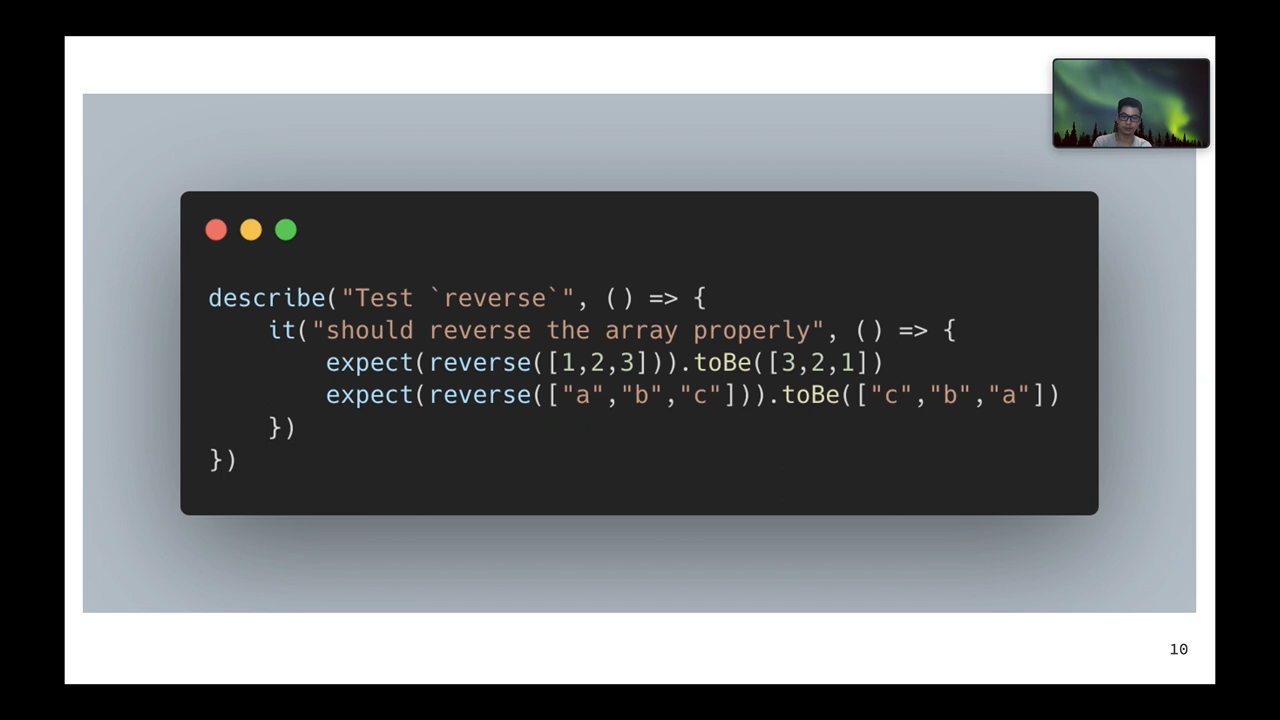 describe("Test `reverse`", () => {
    it("should reverse the array properly", () => {
        expect(reverse([1,2,3])).toBe([3,2,1])
        expect(reverse(["a","b","c"])).toBe(["c","b","a"])
    })
})
10